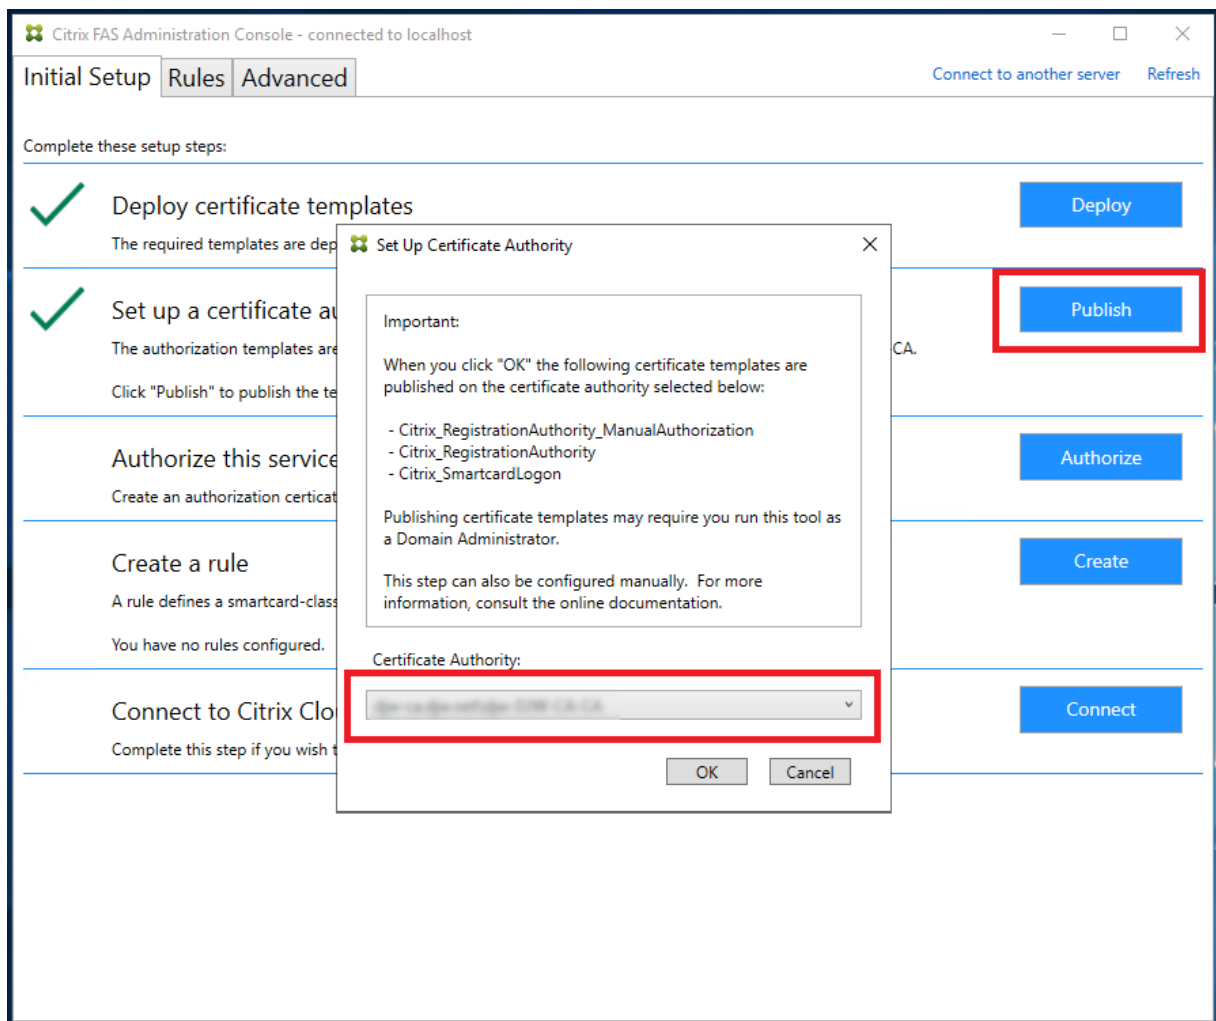 Citrix FAS Administration Console - connected to localhost
Initial Setup Rules Advanced Connect to another server Refresh
Complete these setup steps:
Deploy certificate templates
Deploy
The required templates are dep
Set up a certificate au
Publish
The authorization templates are
CA.
Click "Publish" to publish the te
Authorize this service
Authorize
Create an authorization certicat
Create a rule
Create
A rule defines a smartcard-class
You have no rules configured.
Connect to Citrix Clou
Connect
Complete this step if you wish t
Set Up Certificate Authority
Important:
When you click "OK" the following certificate templates are
published on the certificate authority selected below:
- Citrix_RegistrationAuthority_ManualAuthorization
- Citrix_RegistrationAuthority
- Citrix_SmartcardLogon
Publishing certificate templates may require you run this tool as
a Domain Administrator.
This step can also be configured manually. For more
information, consult the online documentation.
Certificate Authority:
OK Cancel